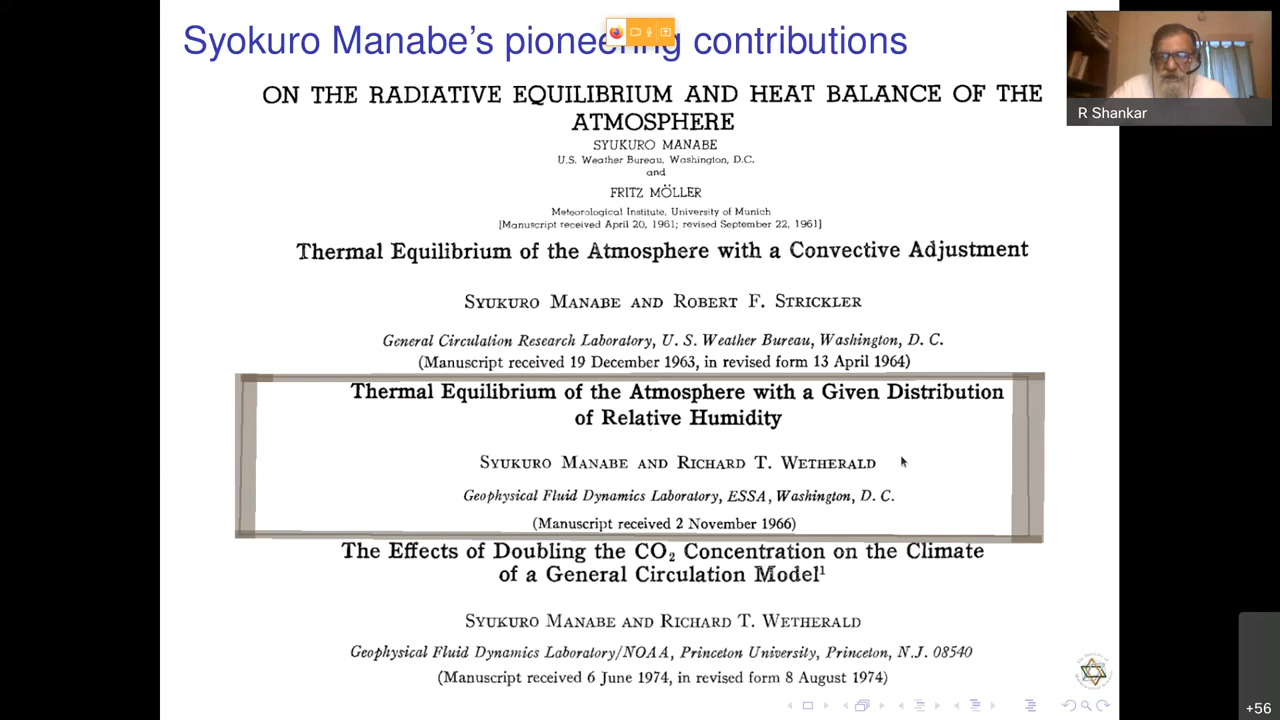 Syokuro Manabe's pioneering contributions
ON THE RADIATIVE EQUILIBRIUM AND HEAT BALANCE OF THE
ATMOSPHERE
SYUKURO MANABE
U.S. Weather Bureau, Washington, D.C.
and
FRITZ MÖLLER
Meteorological Institute, University of Munich
[Manuscript received April 20, 1961; revised September 22, 1961]
Thermal Equilibrium of the Atmosphere with a Convective Adjustment
SYUKURO MANABE AND ROBERT F. STRICKLER
General Circulation Research Laboratory, U. S. Weather Bureau, Washington, D. C.
(Manuscript received 19 December 1963, in revised form 13 April 1964)
Thermal Equilibrium of the Atmosphere with a Given Distribution
of Relative Humidity
SYUKURO MANABE AND RICHARD T. WETHERALD
Geophysical Fluid Dynamics Laboratory, ESSA, Washington, D. C.
(Manuscript received 2 November 1966)
The Effects of Doubling the CO₂ Concentration on the Climate
of a General Circulation Model¹
SYUKURO MANABE AND RICHARD T. WETHERALD
Geophysical Fluid Dynamics Laboratory/NOAA, Princeton University, Princeton, N.J. 08540
(Manuscript received 6 June 1974, in revised form 8 August 1974)
R Shankar
+56